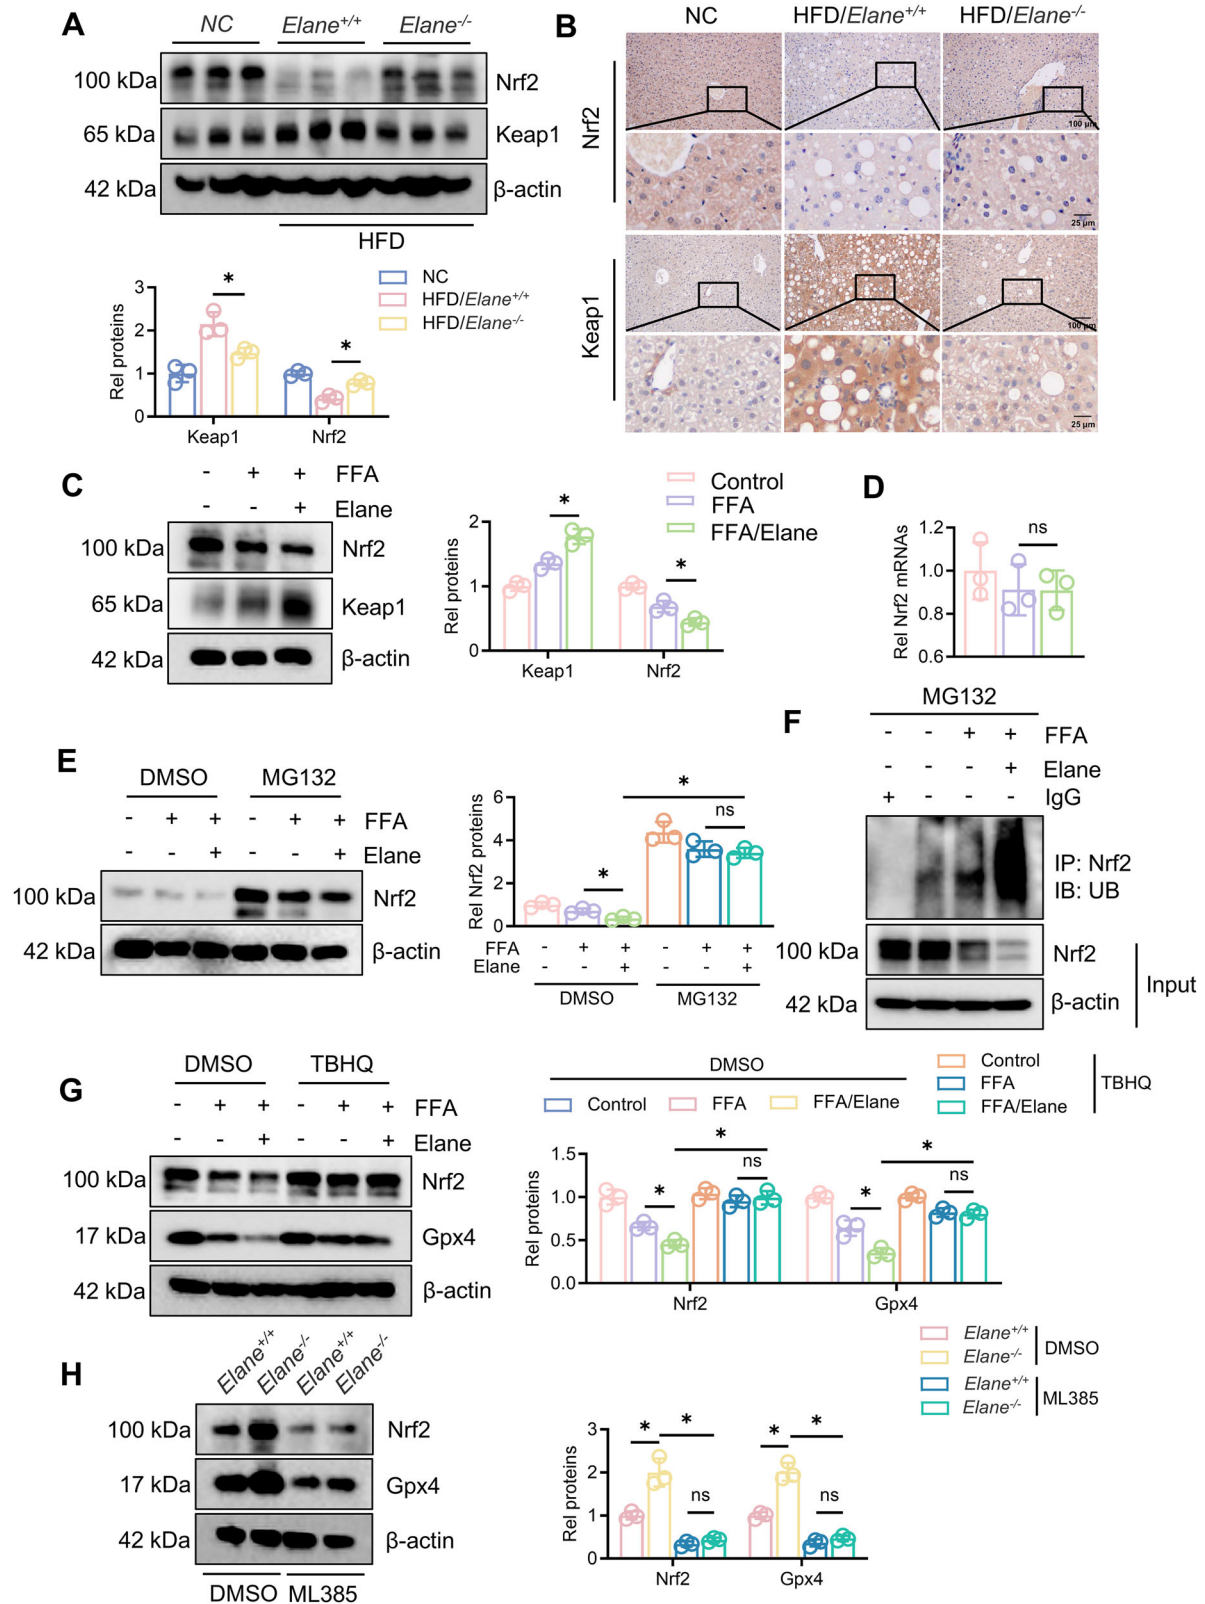 A
NC Elane+/+ Elane-/-
100 kDa Nrf2
65 kDa Keap1
42 kDa β-actin
HFD
NC
HFD/Elane+/+
HFD/Elane-/-
Rel proteins
3
2
1
0
* *
Keap1 Nrf2
B
NC HFD/Elane+/+ HFD/Elane-/-
Nrf2
100 μm
25 μm
Keap1
100 μm
25 μm
C
- + + FFA
- - + Elane
100 kDa Nrf2
65 kDa Keap1
42 kDa β-actin
Control
FFA
FFA/Elane
Rel proteins
2
1
0
* *
Keap1 Nrf2
D
Rel Nrf2 mRNAs
1.2
1.0
0.8
0.6
ns
E
DMSO MG132
- + + - + + FFA
- - + - - + Elane
100 kDa Nrf2
42 kDa β-actin
Rel Nrf2 proteins
6
4
2
0
* * ns
FFA - + + - + +
Elane - - + - - +
DMSO MG132
F
MG132
- - + + FFA
- - - + Elane
+ - - - IgG
IP: Nrf2
IB: UB
100 kDa Nrf2
42 kDa β-actin
Input
G
DMSO TBHQ
- + + - + + FFA
- - + - - + Elane
100 kDa Nrf2
17 kDa Gpx4
42 kDa β-actin
DMSO
Control FFA FFA/Elane
Control
FFA
FFA/Elane
TBHQ
Rel proteins
1.5
1.0
0.5
0.0
* * ns * * ns
Nrf2 Gpx4
H
Elane+/+ Elane-/- Elane+/+ Elane-/-
100 kDa Nrf2
17 kDa Gpx4
42 kDa β-actin
DMSO ML385
Elane+/+
Elane-/-
DMSO
Elane+/+
Elane-/-
ML385
Rel proteins
3
2
1
0
* * ns * * ns
Nrf2 Gpx4